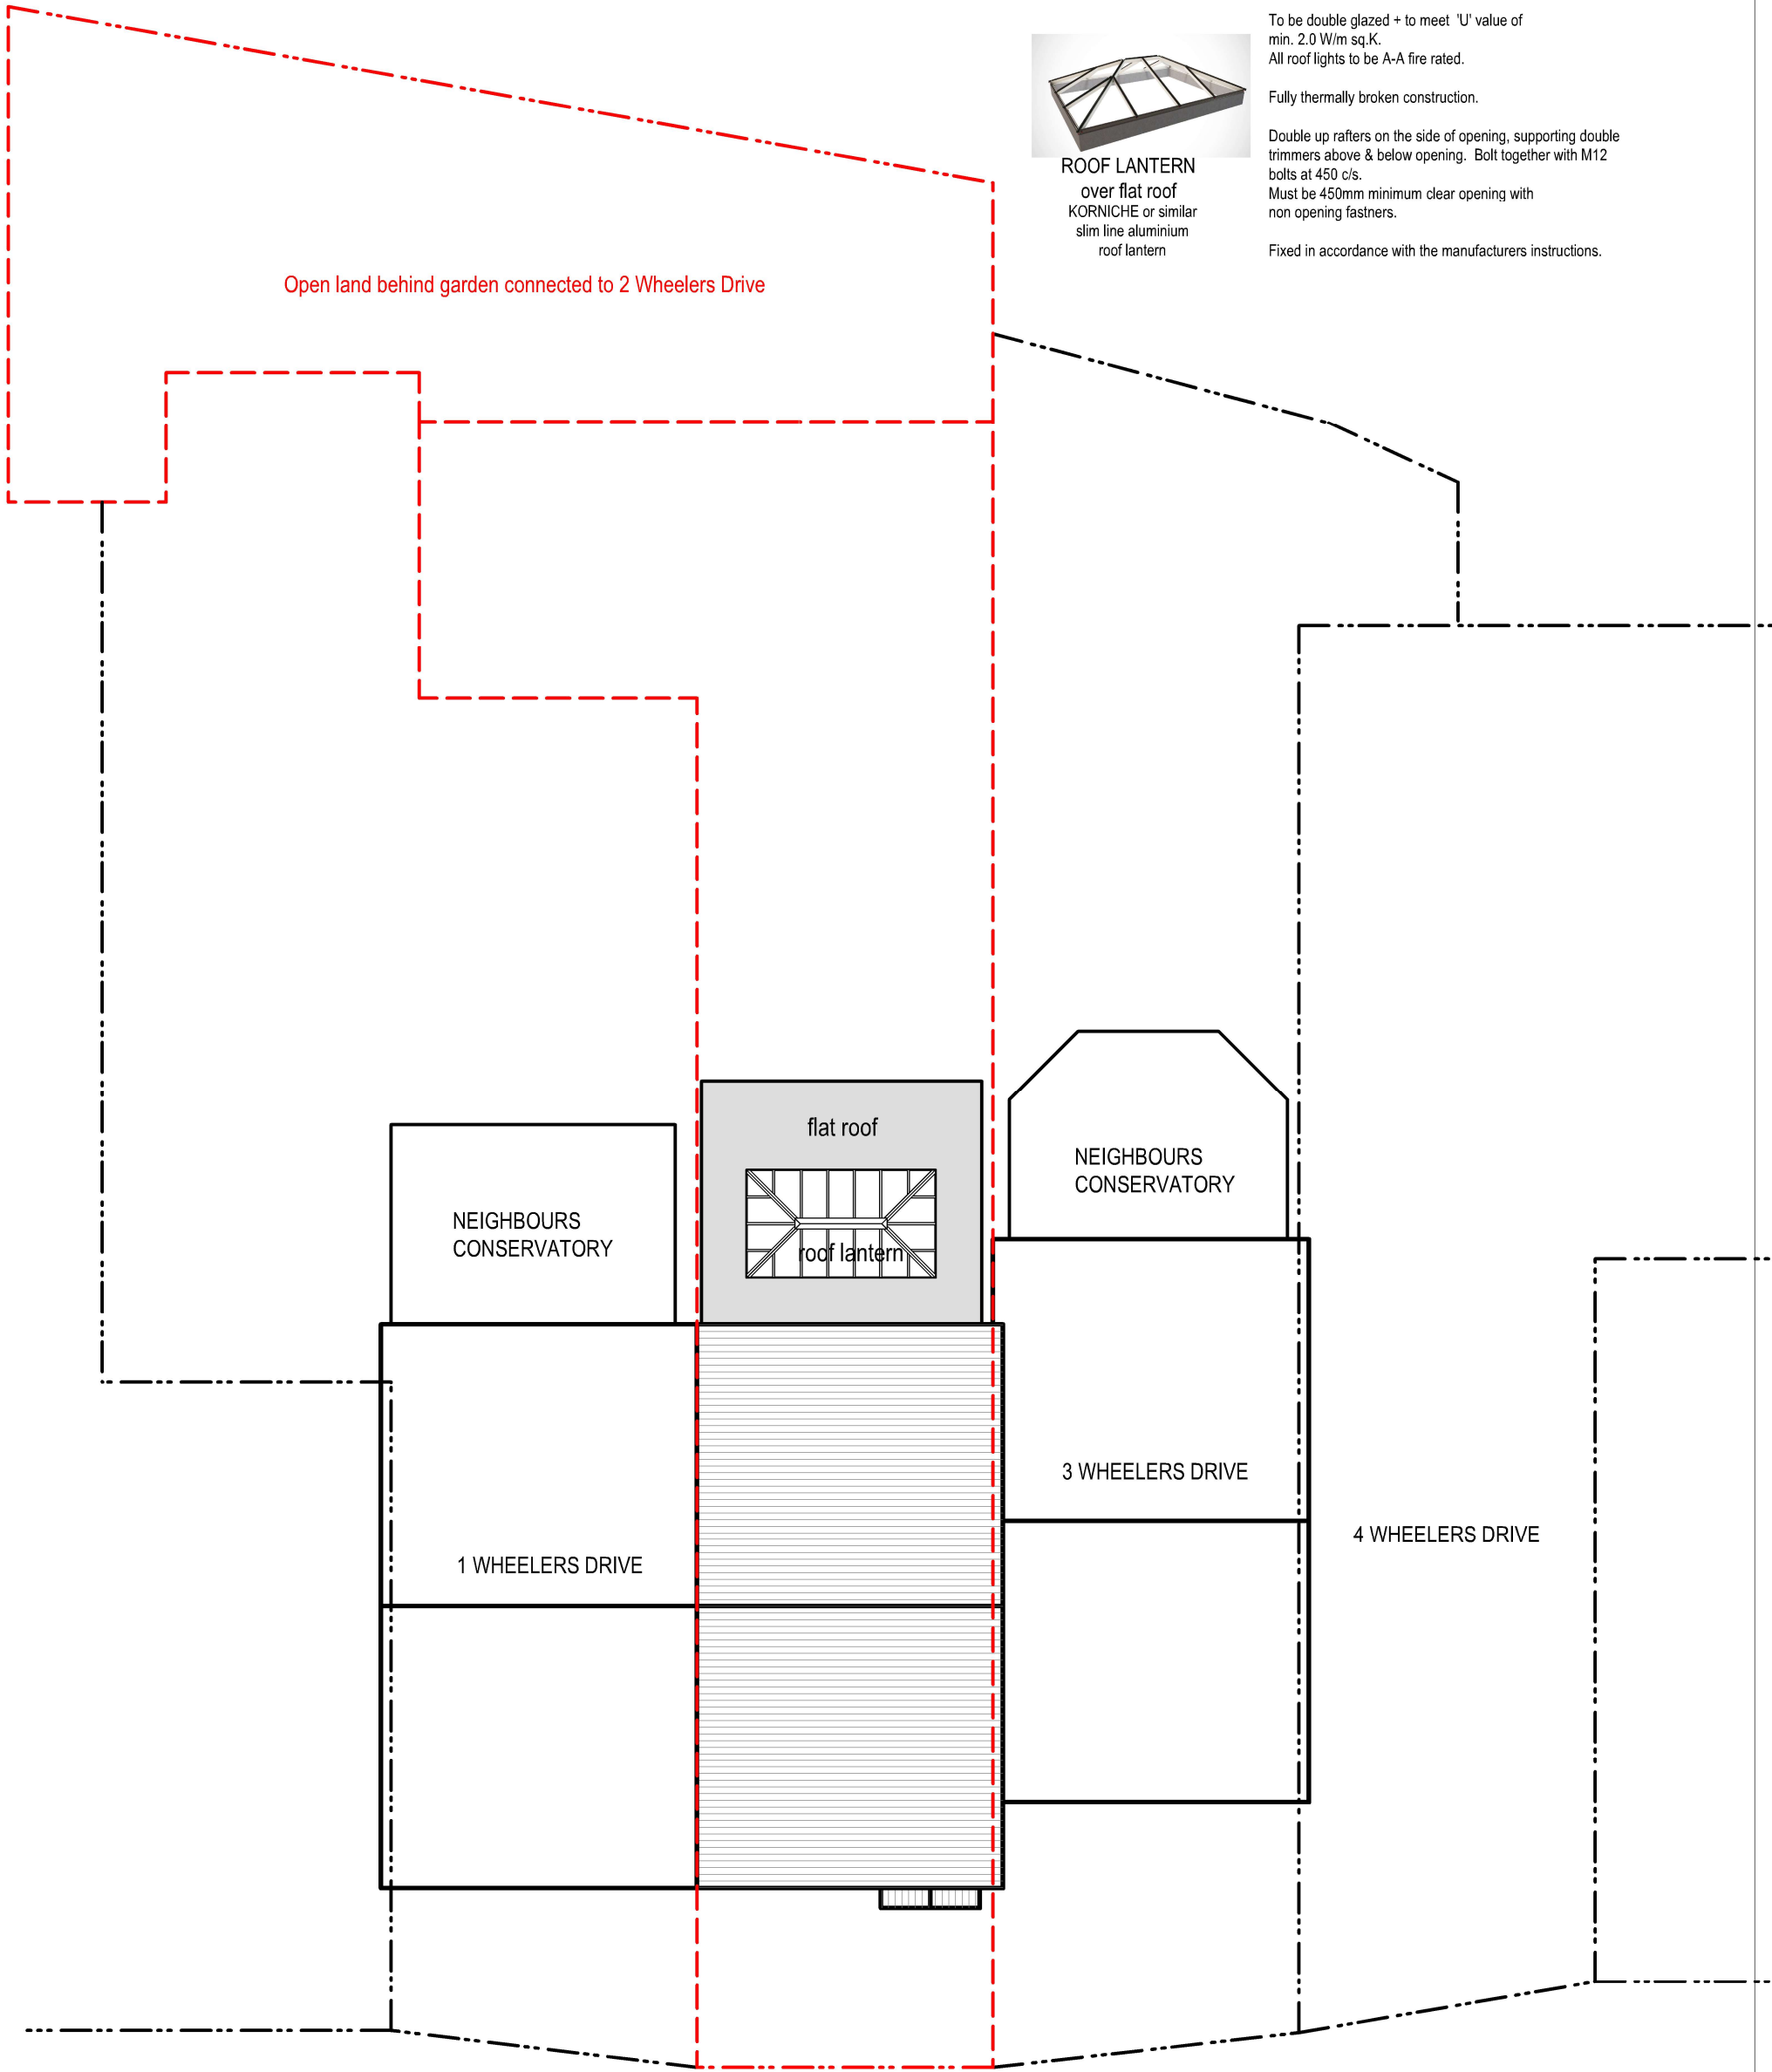 To be double glazed + to meet 'U' value of
min. 2.0 W/m sq.K.
All roof lights to be A-A fire rated.
Fully thermally broken construction.
Double up rafters on the side of opening, supporting double
trimmers above & below opening. Bolt together with M12
bolts at 450 c/s.
Must be 450mm minimum clear opening with
non opening fastners.
Fixed in accordance with the manufacturers instructions.
ROOF LANTERN
over flat roof
KORNICHE or similar
slim line aluminium
roof lantern
Open land behind garden connected to 2 Wheelers Drive
flat roof
roof lantern
NEIGHBOURS
CONSERVATORY
NEIGHBOURS
CONSERVATORY
3 WHEELERS DRIVE
4 WHEELERS DRIVE
1 WHEELERS DRIVE